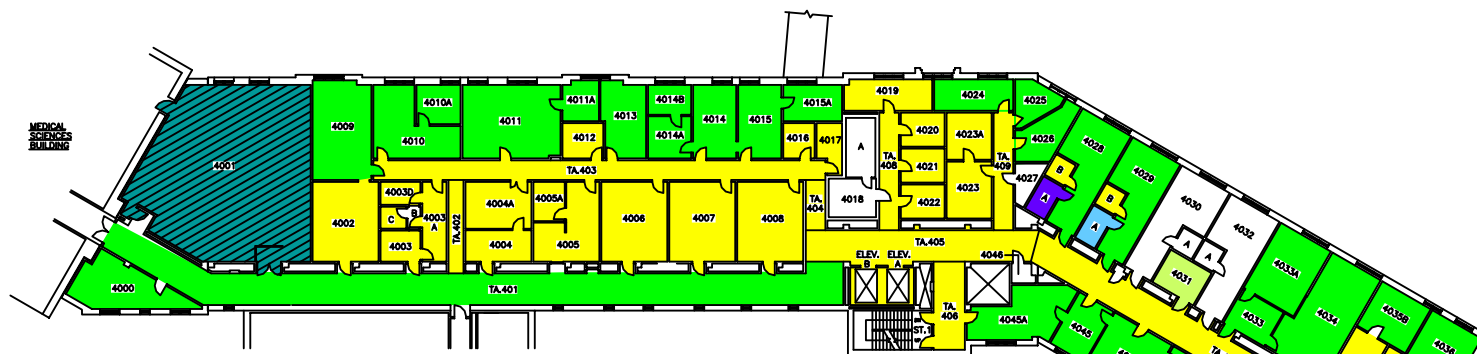 MEDICAL
SCIENCES
BUILDING
4001
4009
4010A
4010
4011
4011A
4012
4013
4014B
4014A
4014
4015
4015A
4016
4017
4019
4024
4025
4026
4020
4023A
4021
4023
4022
A
4018
TA.
408
TA.
409
4027
4028
B
A
4029
B
A
4030
A
4032
A
4031
4033A
4033
4034
4035B
4036
TA.403
4002
4003D
C
B
4003
A
4003
TA.402
4004A
4004
4005A
4005
4006
4007
4008
TA.
404
TA.405
ELEV.
B
ELEV.
A
4046
TA.
406
ST.1
4045A
4045
4000
TA.401